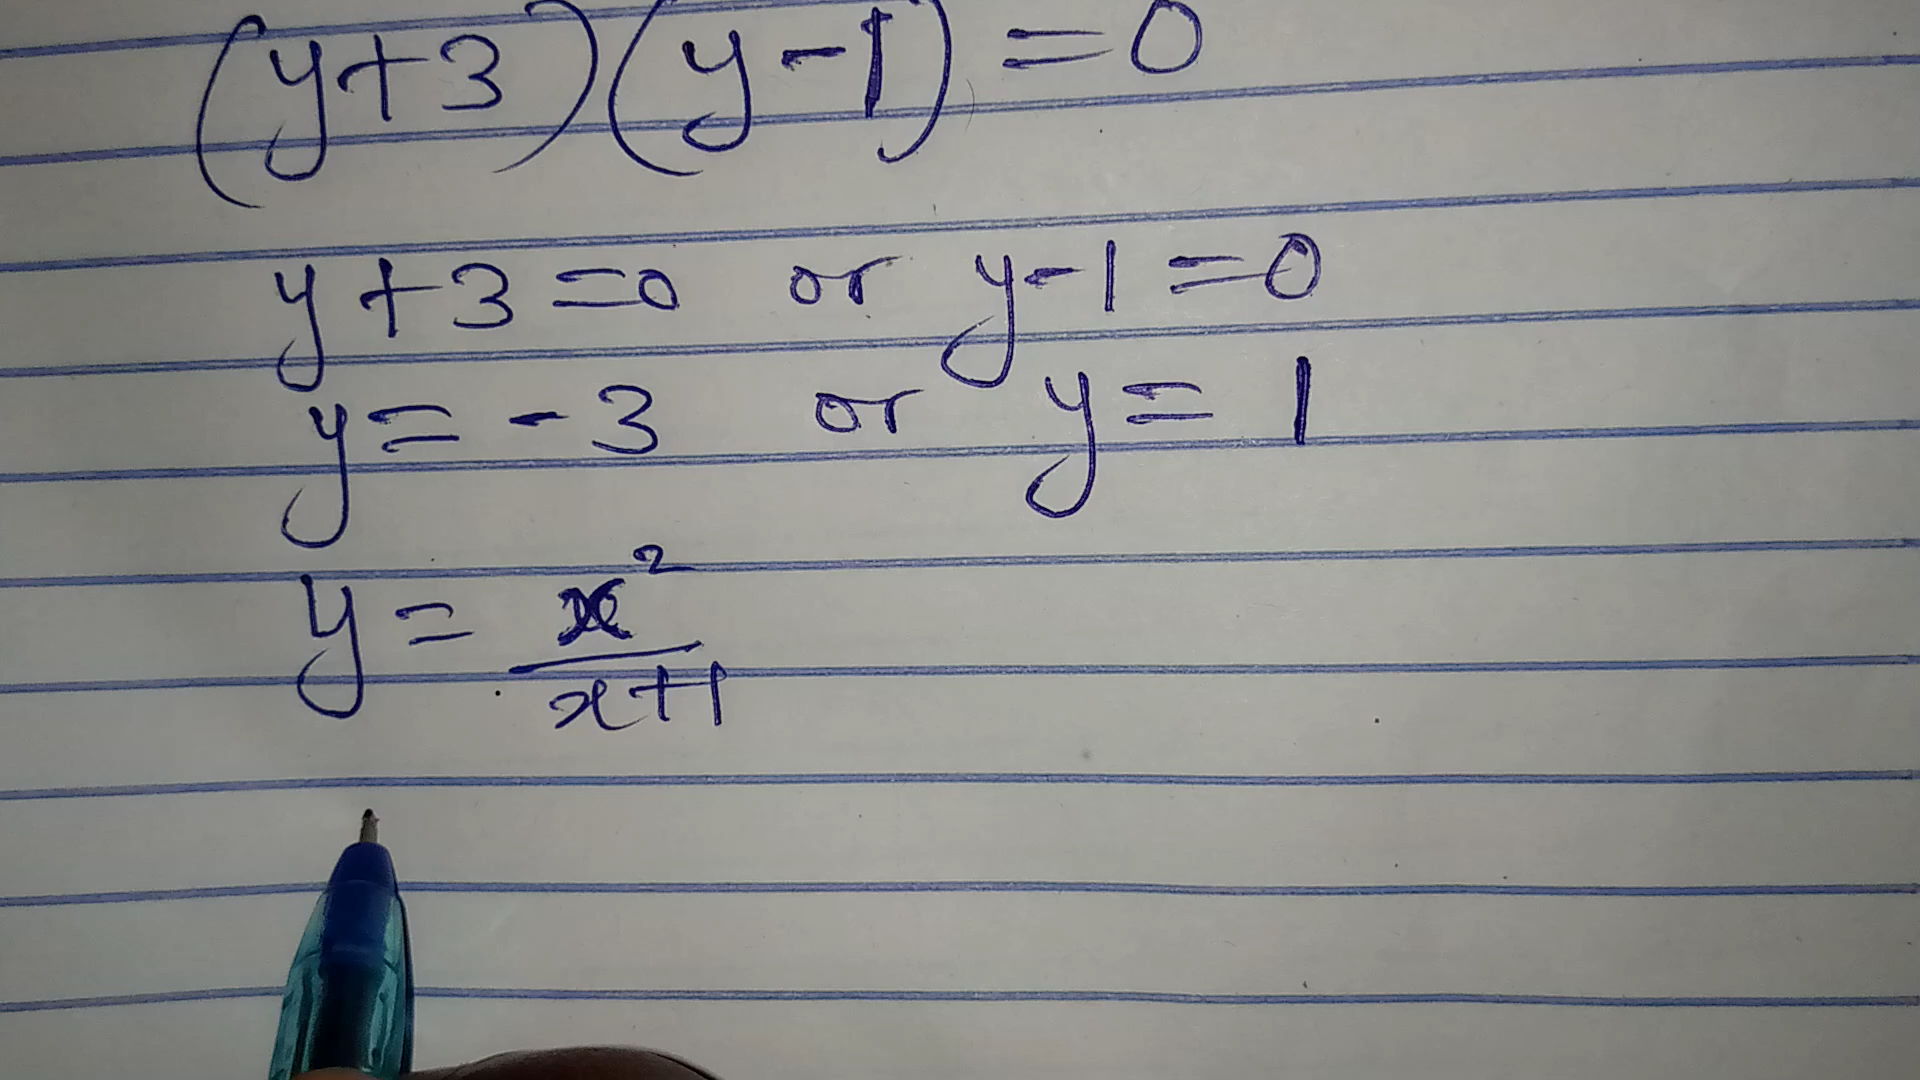 (y+3)(y-1)=0
y+3=0 or y-1=0
y=-3 or y=1
y=x²/x+1